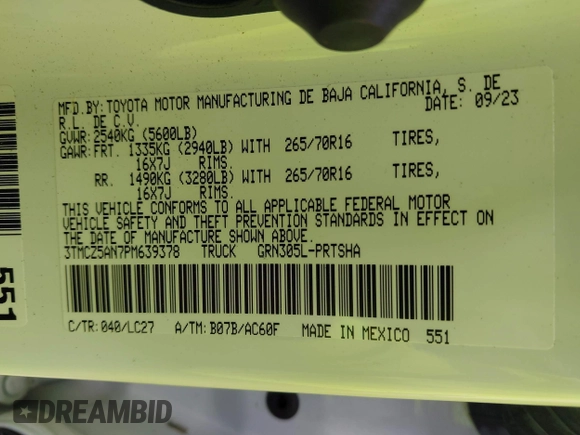 MFD.BY:TOYOTA MOTOR MANUFACTURING DE BAJA CALIFORNIA, S. DE
R.L. DE C.V. DATE: 09/23
GVWR:2540KG (5600LB)
GAWR:FRT. 1335KG (2940LB) WITH 265/70R16 TIRES,
16X7J RIMS.
RR. 1490KG (3280LB) WITH 265/70R16 TIRES,
16X7J RIMS.
THIS VEHICLE CONFORMS TO ALL APPLICABLE FEDERAL MOTOR
VEHICLE SAFETY AND THEFT PREVENTION STANDARDS IN EFFECT ON
THE DATE OF MANUFACTURE SHOWN ABOVE.
3TMCZ5AN7PM639378 TRUCK GRN305L-PRTSHA
C/TR: 040/LC27 A/TM: B07B/AC60F MADE IN MEXICO 551
551
DREAMBID